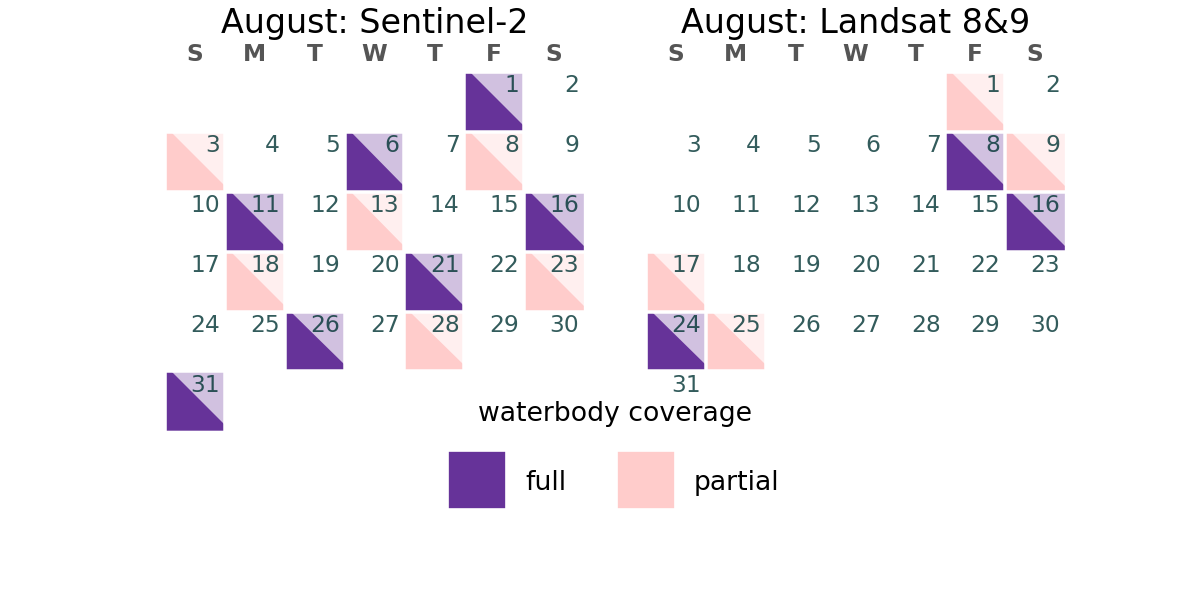 August: Sentinel-2
S M T W T F S
1 2
3 4 5 6 7 8 9
10 11 12 13 14 15 16
17 18 19 20 21 22 23
24 25 26 27 28 29 30
31
August: Landsat 8&9
S M T W T F S
1 2
3 4 5 6 7 8 9
10 11 12 13 14 15 16
17 18 19 20 21 22 23
24 25 26 27 28 29 30
31
waterbody coverage
full partial